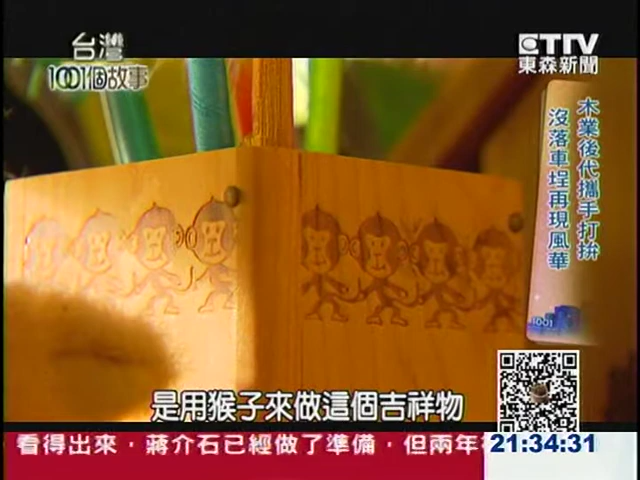 台灣
1001個故事
ETTV
東森新聞
木業後代攜手打拚
沒落車埕再現風華
1001
是用猴子來做這個吉祥物
看得出來，蔣介石已經做了準備，但兩年
21:34:31